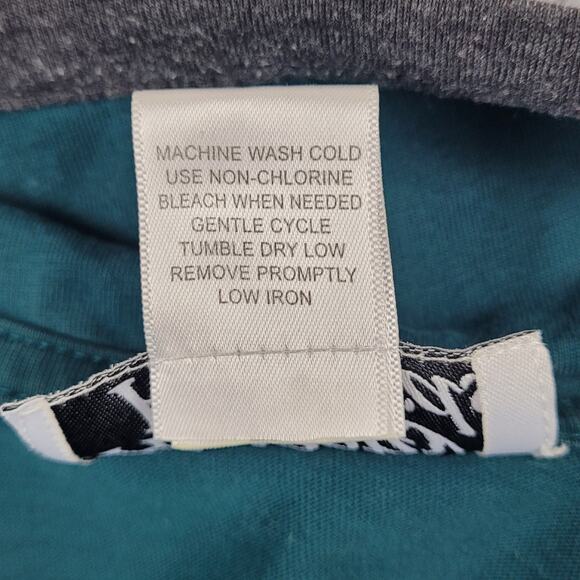 MACHINE WASH COLD
USE NON-CHLORINE
BLEACH WHEN NEEDED
GENTLE CYCLE
TUMBLE DRY LOW
REMOVE PROMPTLY
LOW IRON